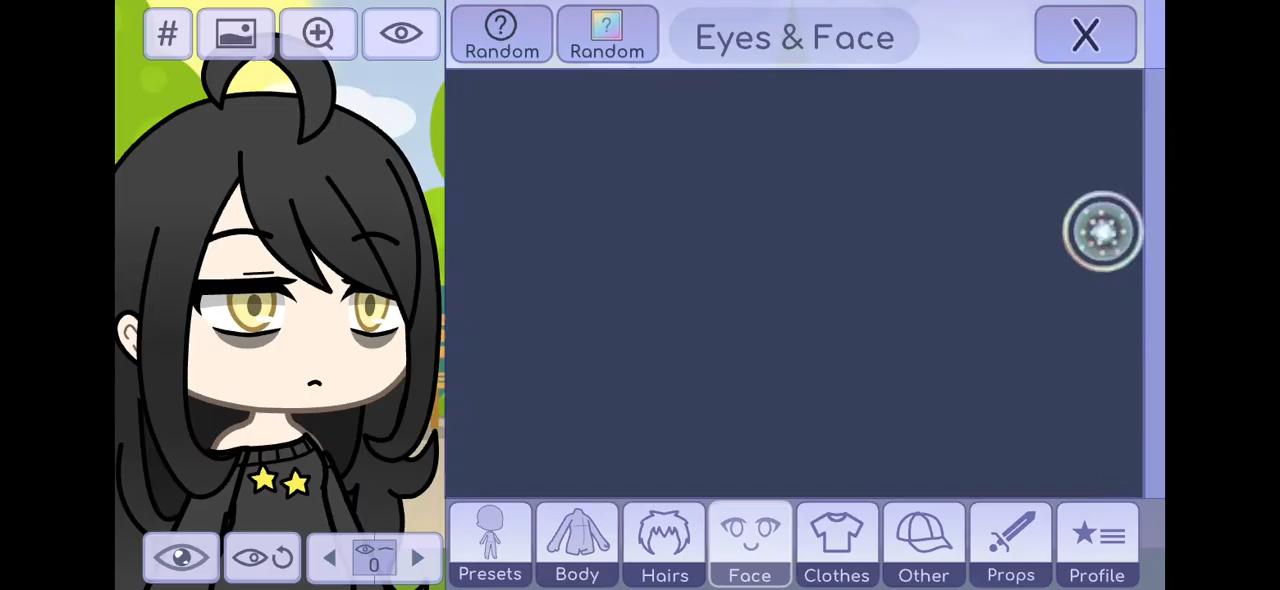 #
? Random
? Random
Eyes & Face
X
0
Presets
Body
Hairs
Face
Clothes
Other
Props
Profile